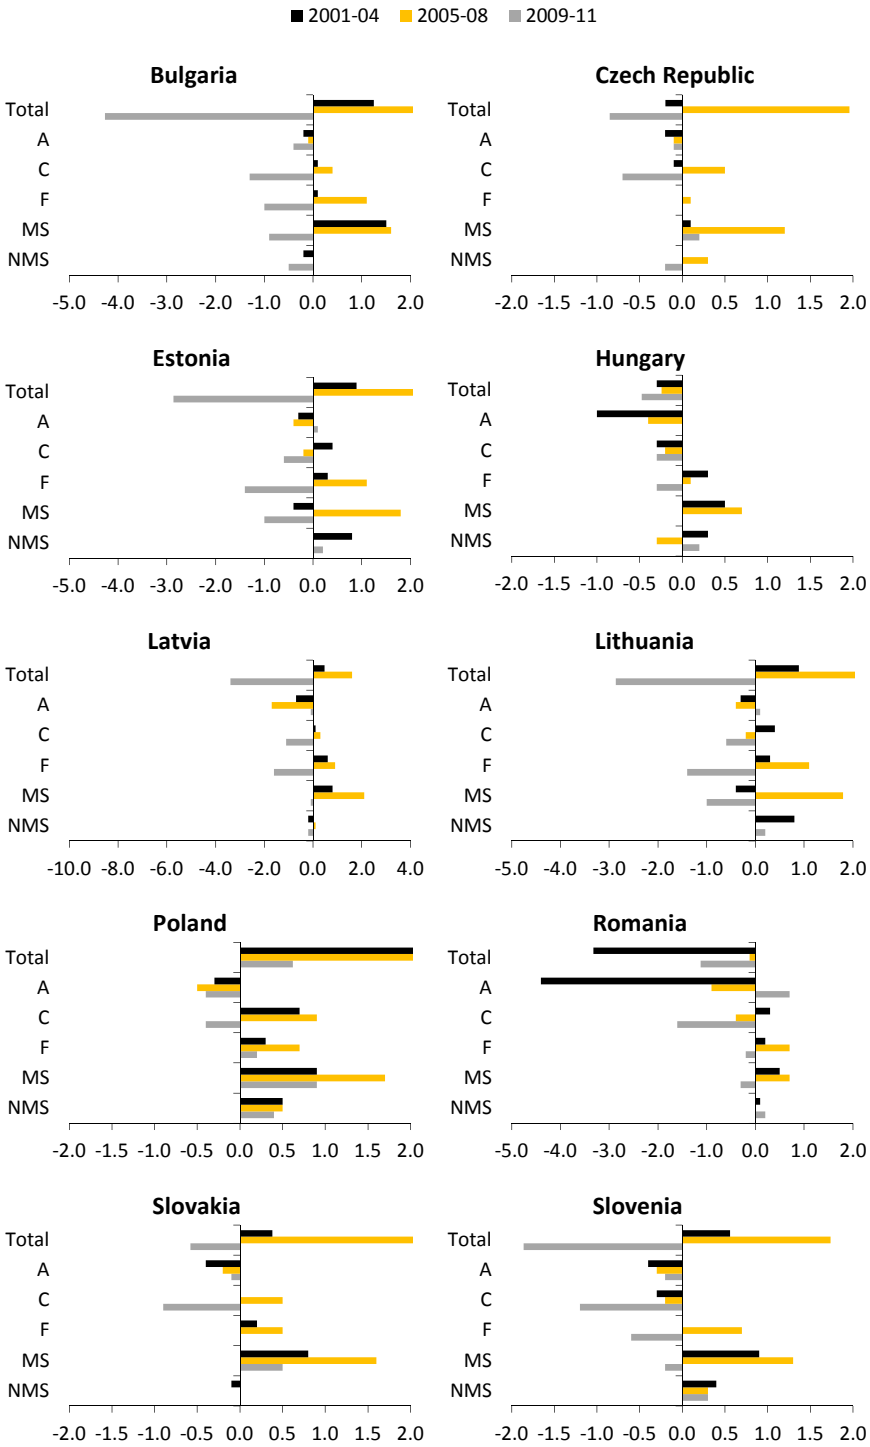 2001-04 2005-08 2009-11
Bulgaria
Total
A
C
F
MS
NMS
-5.0 -4.0 -3.0 -2.0 -1.0 0.0 1.0 2.0
Czech Republic
Total
A
C
F
MS
NMS
-2.0 -1.5 -1.0 -0.5 0.0 0.5 1.0 1.5 2.0
Estonia
Total
A
C
F
MS
NMS
-5.0 -4.0 -3.0 -2.0 -1.0 0.0 1.0 2.0
Hungary
Total
A
C
F
MS
NMS
-2.0 -1.5 -1.0 -0.5 0.0 0.5 1.0 1.5 2.0
Latvia
Total
A
C
F
MS
NMS
-10.0 -8.0 -6.0 -4.0 -2.0 0.0 2.0 4.0
Lithuania
Total
A
C
F
MS
NMS
-5.0 -4.0 -3.0 -2.0 -1.0 0.0 1.0 2.0
Poland
Total
A
C
F
MS
NMS
-2.0 -1.5 -1.0 -0.5 0.0 0.5 1.0 1.5 2.0
Romania
Total
A
C
F
MS
NMS
-5.0 -4.0 -3.0 -2.0 -1.0 0.0 1.0 2.0
Slovakia
Total
A
C
F
MS
NMS
-2.0 -1.5 -1.0 -0.5 0.0 0.5 1.0 1.5 2.0
Slovenia
Total
A
C
F
MS
NMS
-2.0 -1.5 -1.0 -0.5 0.0 0.5 1.0 1.5 2.0